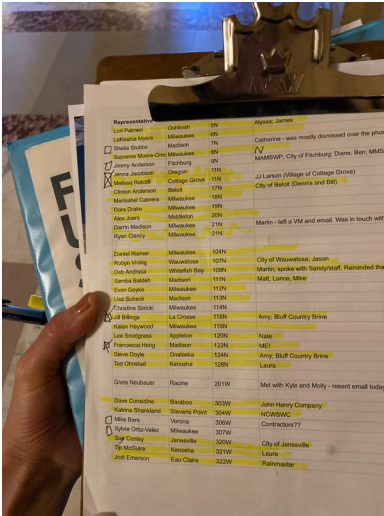 Representative
Lori Palmeri Oshkosh 5N Alyssa; James
LaKeshia Myers Milwaukee 6N
Shelia Stubbs Madison 7N Catherine - was mostly dismissed over the
Supreme Moore-Omc Milwaukee 8N N
Jimmy Anderson Fitchburg 9N MAMSWP; City of Fitchburg; Diane, Ben;
Jenna Jacobson Oregon 11N
Melissa Ratcliff Cottage Grove 11N JJ Larson (Village of Cottage Grove)
Clinton Anderson Beloit 17N City of Beloit (Dennis and Bill)
Marisabel Cabrera Milwaukee 18N
Dora Drake Milwaukee 19N
Alex Joers Middleton 20N
Darrin Madison Milwaukee 21N Martin - left a VM and email. Was in touch
Ryan Clancy Milwaukee 21N
Daniel Riemer Milwaukee 104N
Robyn Vining Wauwatosa 107N City of Wauwatosa; Jason
Deb Andraca Whitefish Bay 109N Martin; spoke with Sandy/staff. Reminded
Samba Baldeh Madison 111N Matt, Lance, Mike
Evan Goyke Milwaukee 112N
Lisa Subeck Madison 113N
Christine Sinicki Milwaukee 114N
Jill Billings La Crosse 118N Amy; Bluff Country Brine
Kalan Haywood Milwaukee 119N
Lee Snodgrass Appleton 120N Nate
Francesca Hong Madison 122N MEI
Steve Doyle Onalaska 124N Amy; Bluff Country Brine
Tod Ohnstad Kenosha 128N Laura
Greta Neubauer Racine 201W Met with Kyle and Molly - resent email
Dave Considine Baraboo 303W John Henry Company
Katrina Shankland Stevens Point 304W NCWSWC
Mike Bare Verona 306W Contractors??
Sylvia Ortiz-Velez Milwaukee 307W
Sue Conley Janesville 320W City of Janesville
Tip McGuire Kenosha 321W Laura
Jodi Emerson Eau Claire 322W Rainmaster